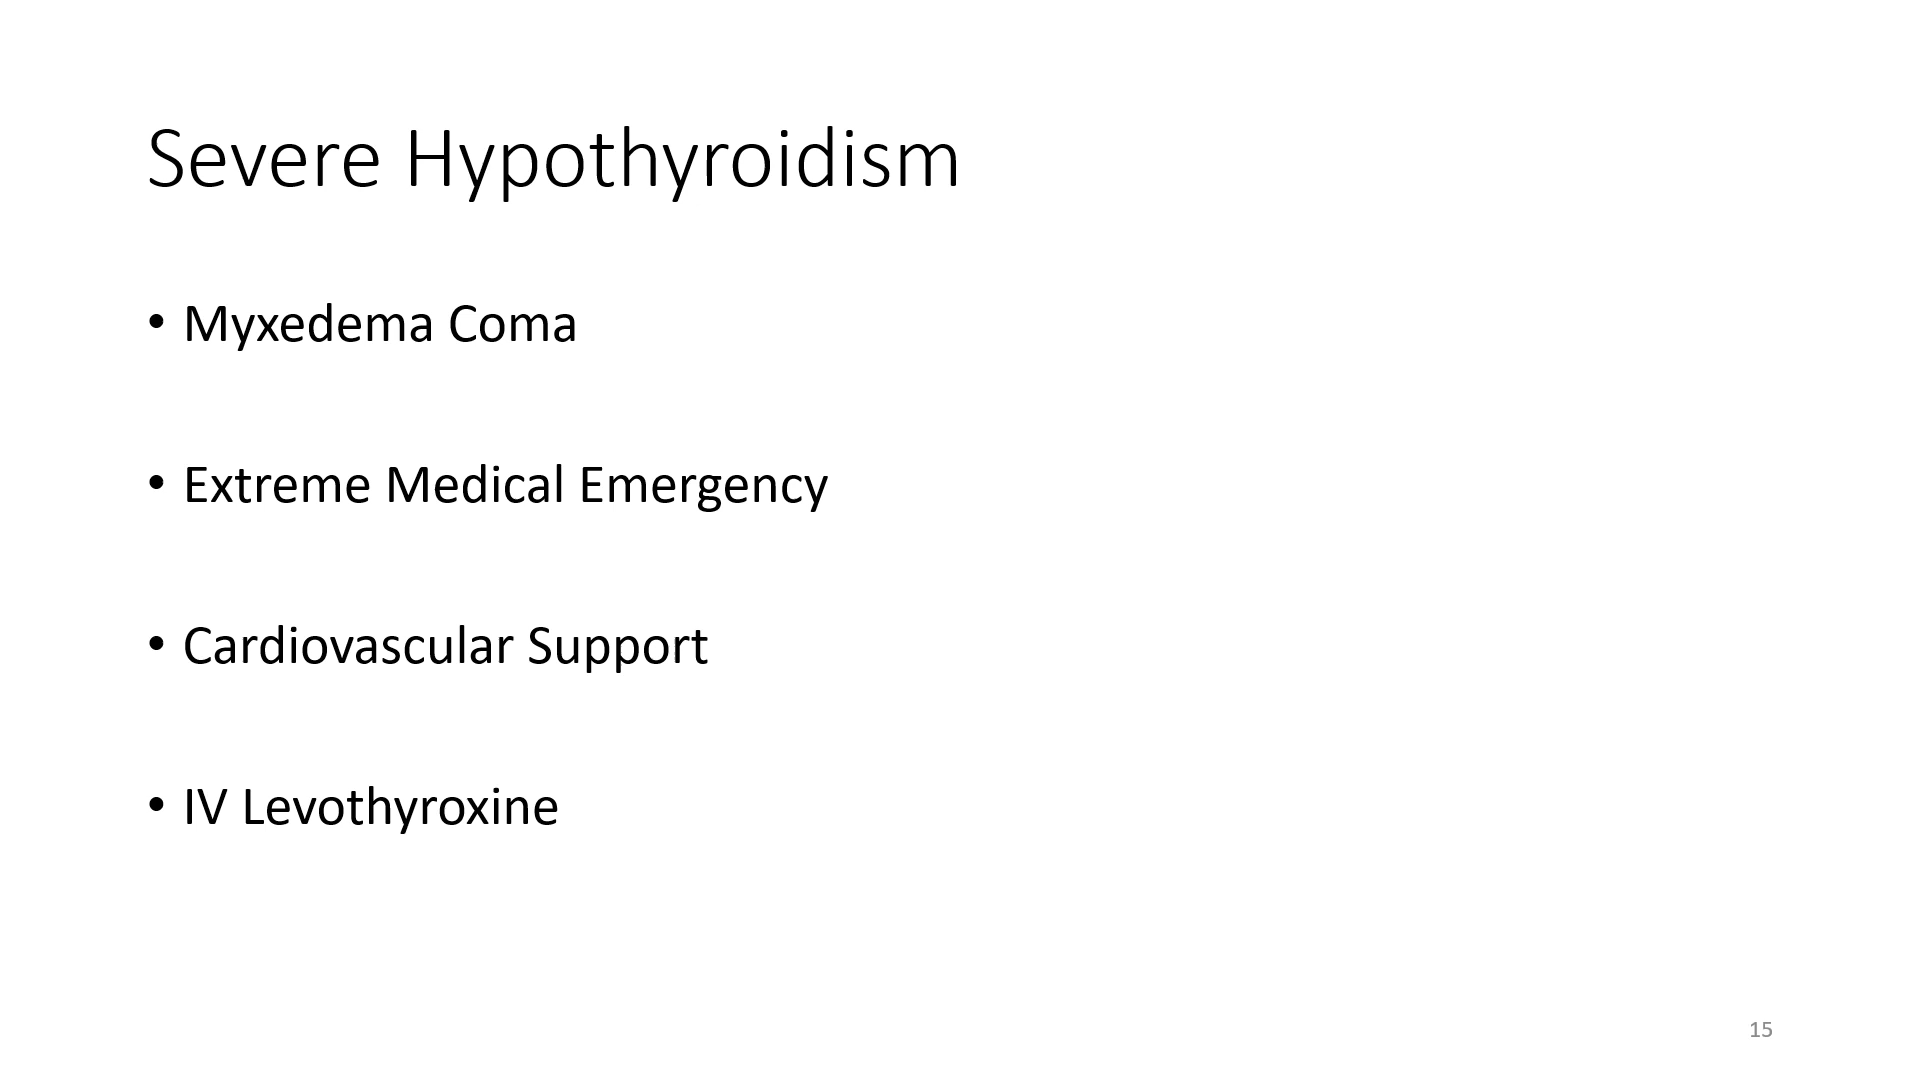 Severe Hypothyroidism
• Myxedema Coma
• Extreme Medical Emergency
• Cardiovascular Support
• IV Levothyroxine
15